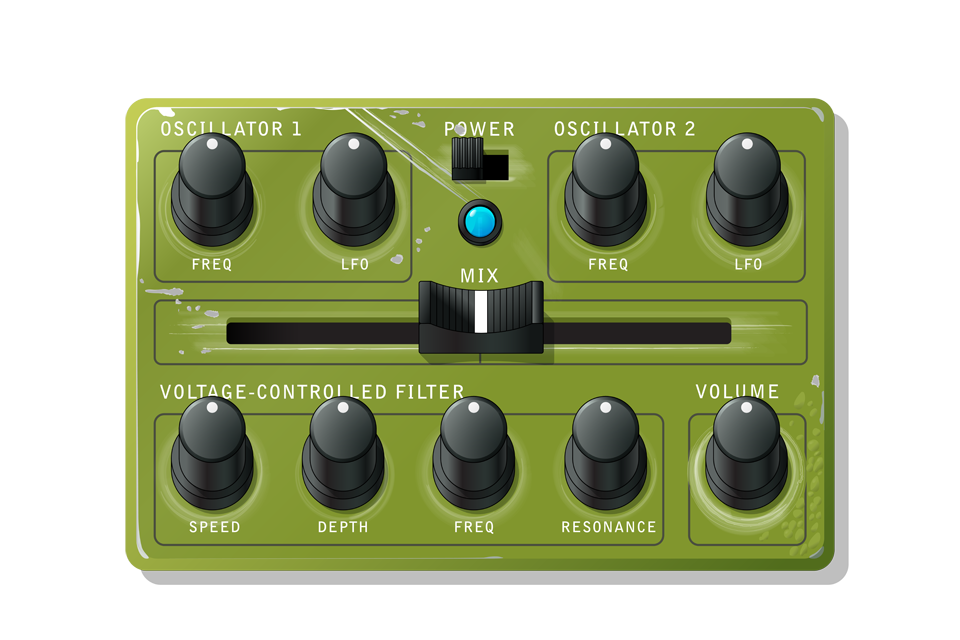 OSCILLATOR 1
POWER
OSCILLATOR 2
FREQ
LFO
FREQ
LFO
MIX
VOLTAGE-CONTROLLED FILTER
VOLUME
SPEED
DEPTH
FREQ
RESONANCE